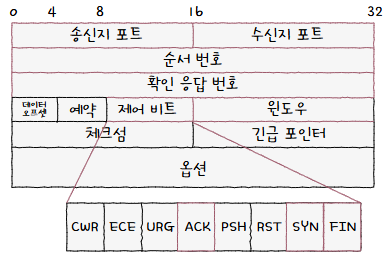 0 4 8 16 32
송신지 포트 수신지 포트
순서 번호
확인 응답 번호
데이터 오프셋 예약 제어 비트 윈도우
체크섬 긴급 포인터
옵션
CWR ECE URG ACK PSH RST SYN FIN